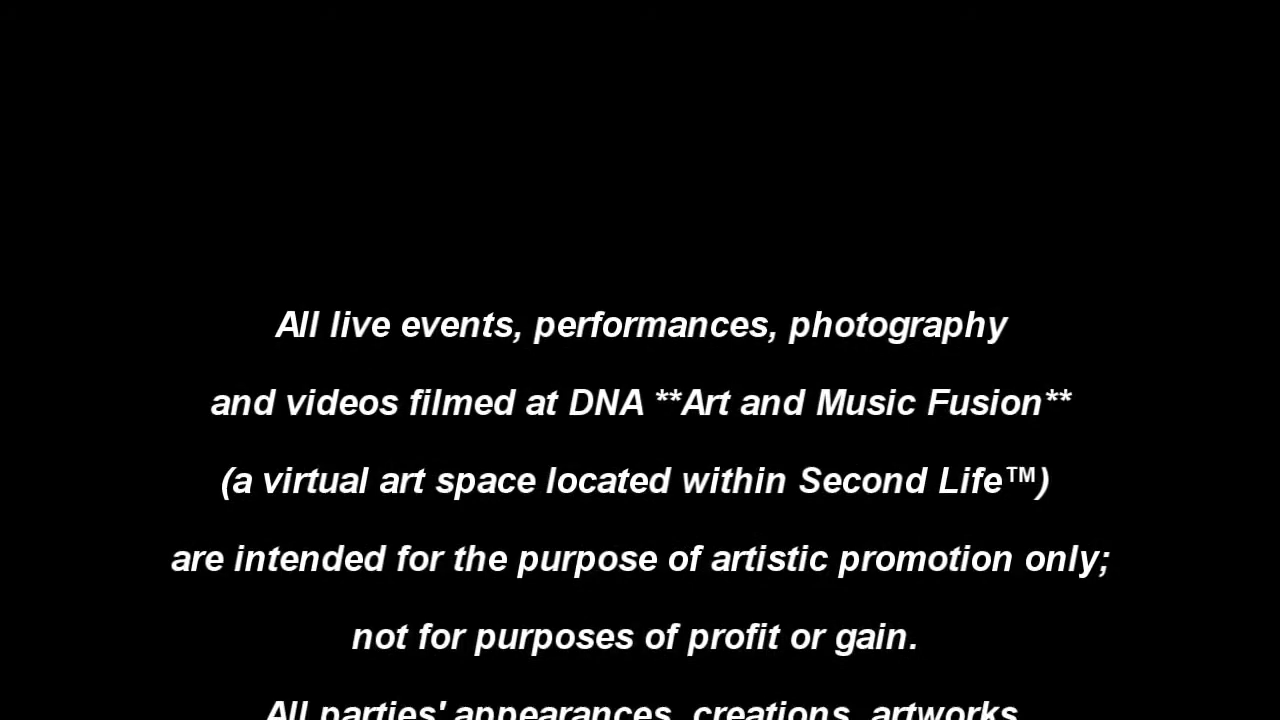 All live events, performances, photography
and videos filmed at DNA **Art and Music Fusion**
(a virtual art space located within Second Life™)
are intended for the purpose of artistic promotion only;
not for purposes of profit or gain.
All parties' appearances, creations, artworks